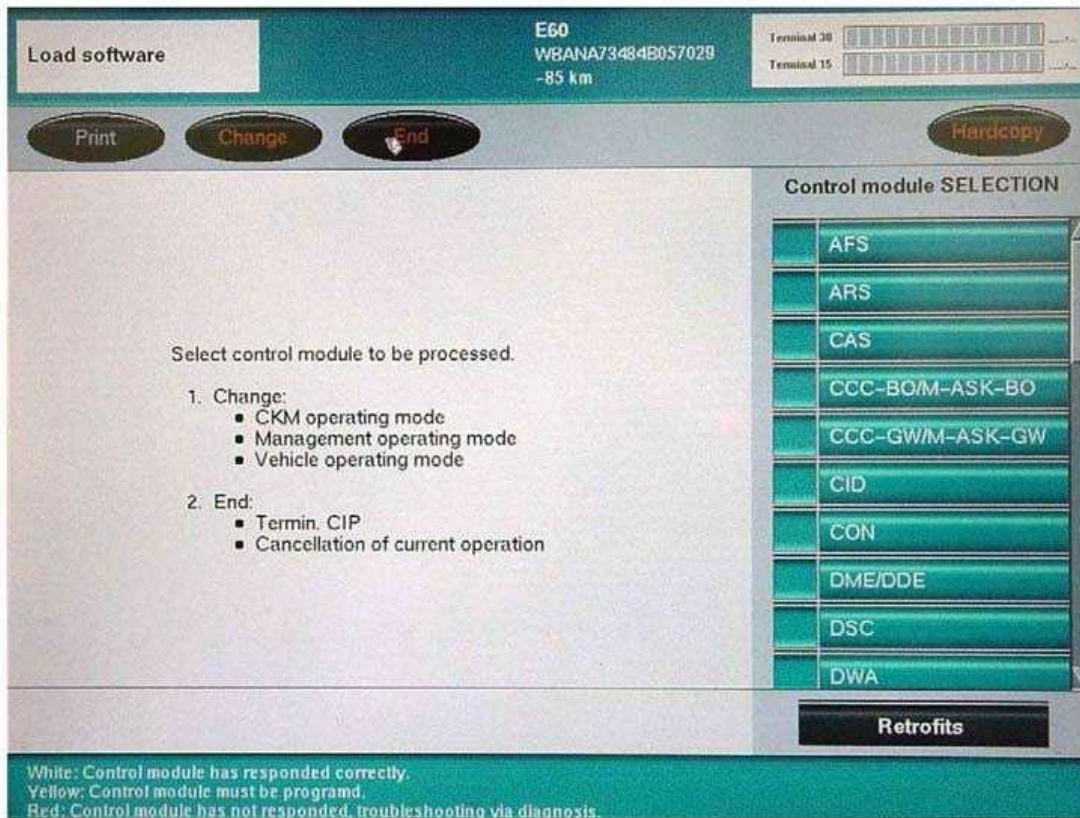 Load software
E60
WBANA73484B057029
-85 km
Terminal 30
Terminal 15
Print
Change
End
Hardcopy
Control module SELECTION
AFS
ARS
CAS
CCC-BO/M-ASK-BO
CCC-GW/M-ASK-GW
CID
CON
DME/DDE
DSC
DWA
Select control module to be processed.
1. Change:
▪ CKM operating mode
▪ Management operating mode
▪ Vehicle operating mode
2. End:
▪ Termin. CIP
▪ Cancellation of current operation
Retrofits
White: Control module has responded correctly.
Yellow: Control module must be programd.
Red: Control module has not responded, troubleshooting via diagnosis.